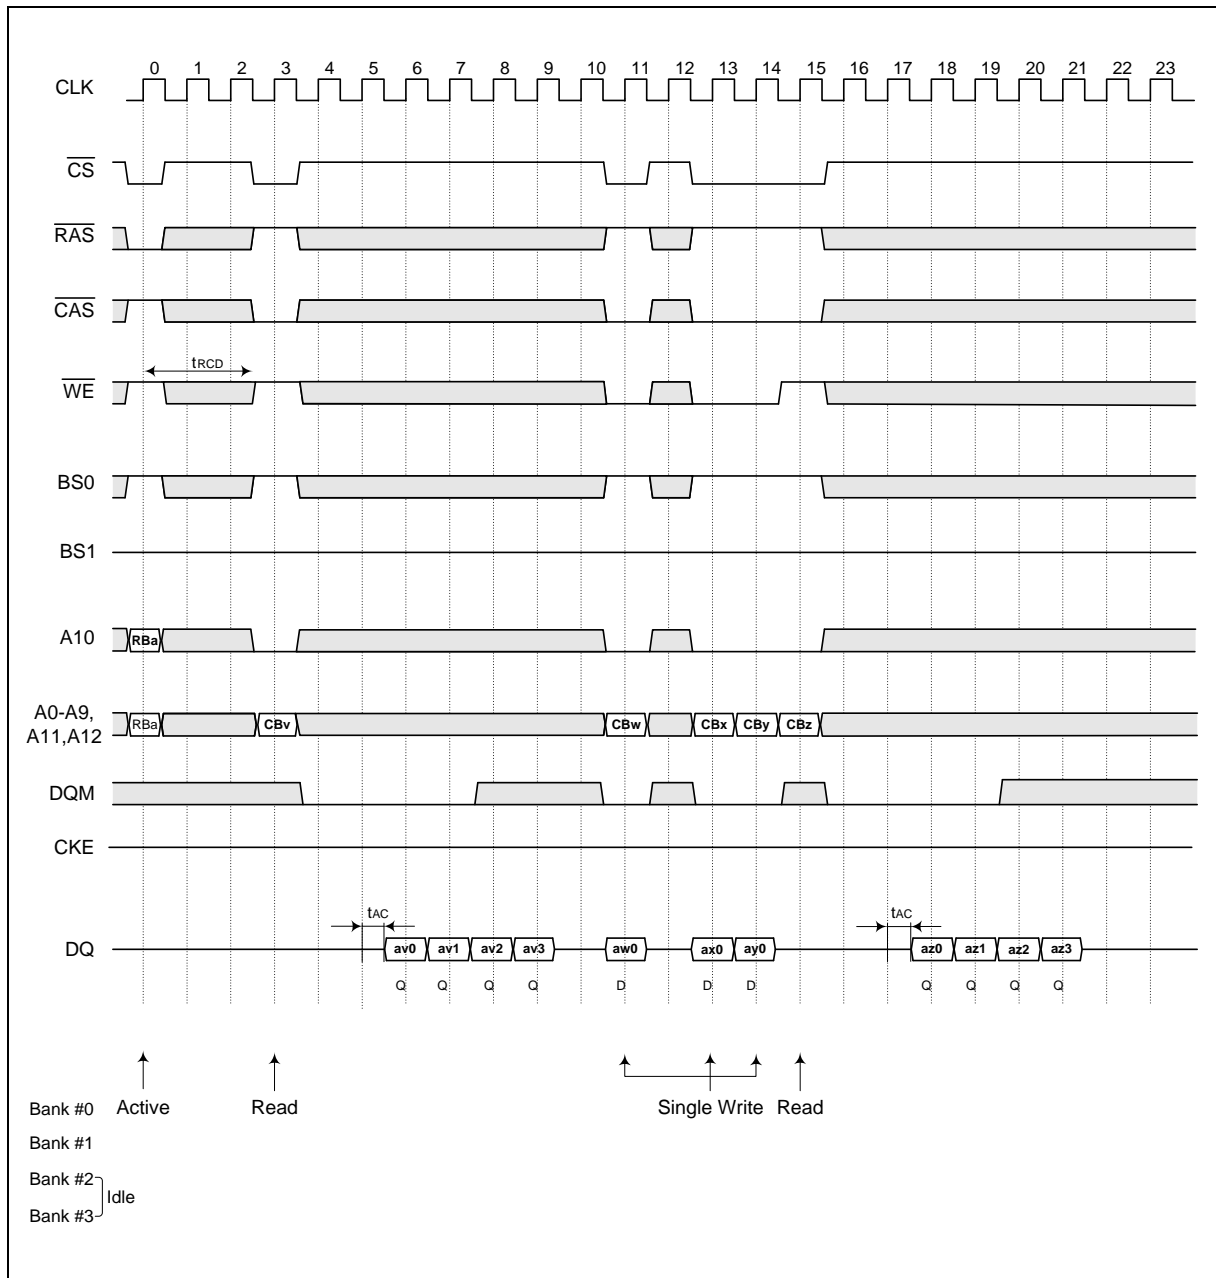 0 1 2 3 4 5 6 7 8 9 10 11 12 13 14 15 16 17 18 19 20 21 22 23
CLK
CS
RAS
CAS
tRCD
WE
BS0
BS1
A10 RBa
A0-A9,
A11,A12
RBa CBv CBw CBx CBy CBz
DQM
CKE
tAC tAC
DQ av0 av1 av2 av3 aw0 ax0 ay0 az0 az1 az2 az3
Q Q Q Q D D D Q Q Q Q
Bank #0 Active Read Single Write Read
Bank #1
Bank #2
Idle
Bank #3